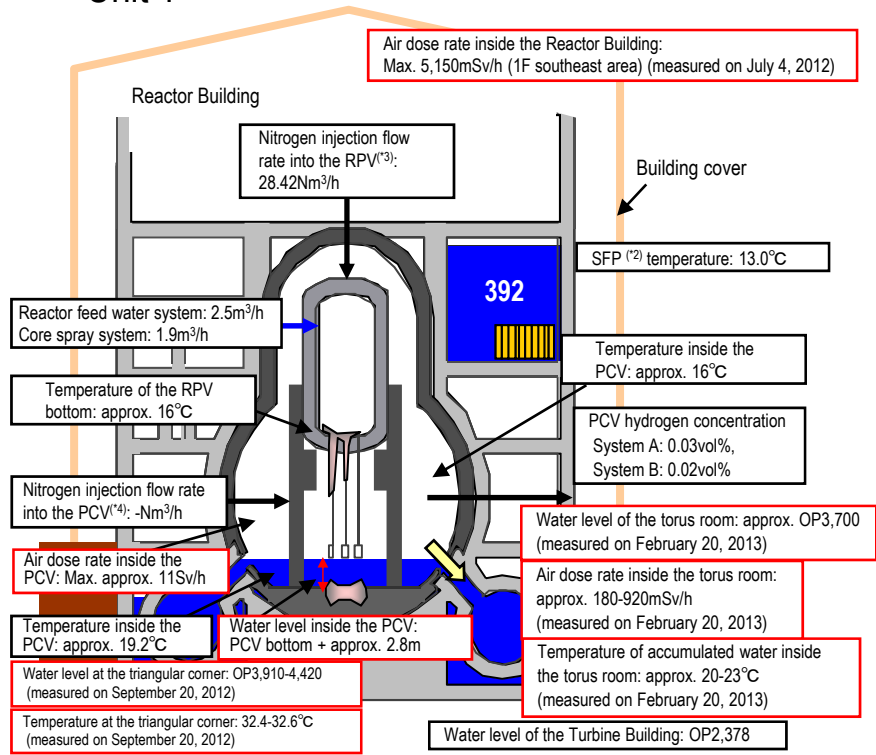 Air dose rate inside the Reactor Building:
Max. 5,150mSv/h (1F southeast area) (measured on July 4, 2012)
Reactor Building
Nitrogen injection flow
rate into the RPV(*3):
28.42Nm3/h
Building cover
SFP (*2) temperature: 13.0℃
392
Reactor feed water system: 2.5m3/h
Core spray system: 1.9m3/h
Temperature inside the
PCV: approx. 16℃
Temperature of the RPV
bottom: approx. 16℃
PCV hydrogen concentration
System A: 0.03vol%,
System B: 0.02vol%
Nitrogen injection flow rate
into the PCV(*4): -Nm3/h
Water level of the torus room: approx. OP3,700
(measured on February 20, 2013)
Air dose rate inside the
PCV: Max. approx. 11Sv/h
Air dose rate inside the torus room:
approx. 180-920mSv/h
(measured on February 20, 2013)
Temperature inside the
PCV: approx. 19.2℃
Water level inside the PCV:
PCV bottom + approx. 2.8m
Temperature of accumulated water inside
the torus room: approx. 20-23℃
(measured on February 20, 2013)
Water level at the triangular corner: OP3,910-4,420
(measured on September 20, 2012)
Temperature at the triangular corner: 32.4-32.6℃
(measured on September 20, 2012)
Water level of the Turbine Building: OP2,378